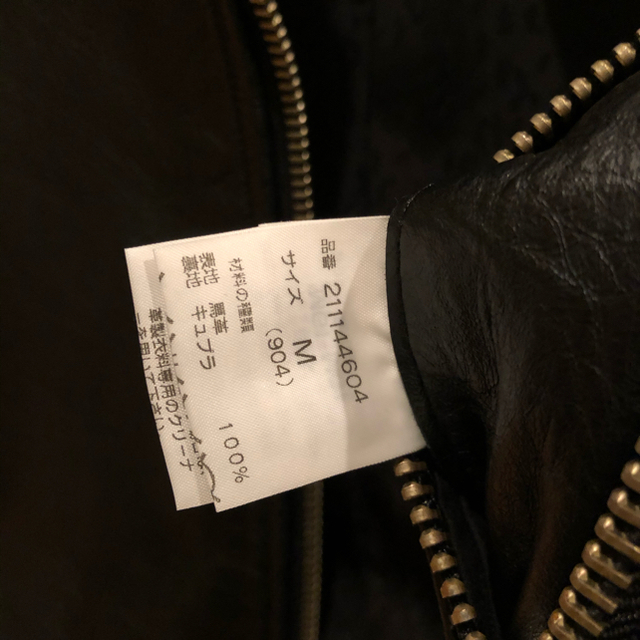 品番 211144604
サイズ M
(904)
材料の種類
表地 馬革
裏地 キュプラ 100%
革製衣料専用のクリーナ